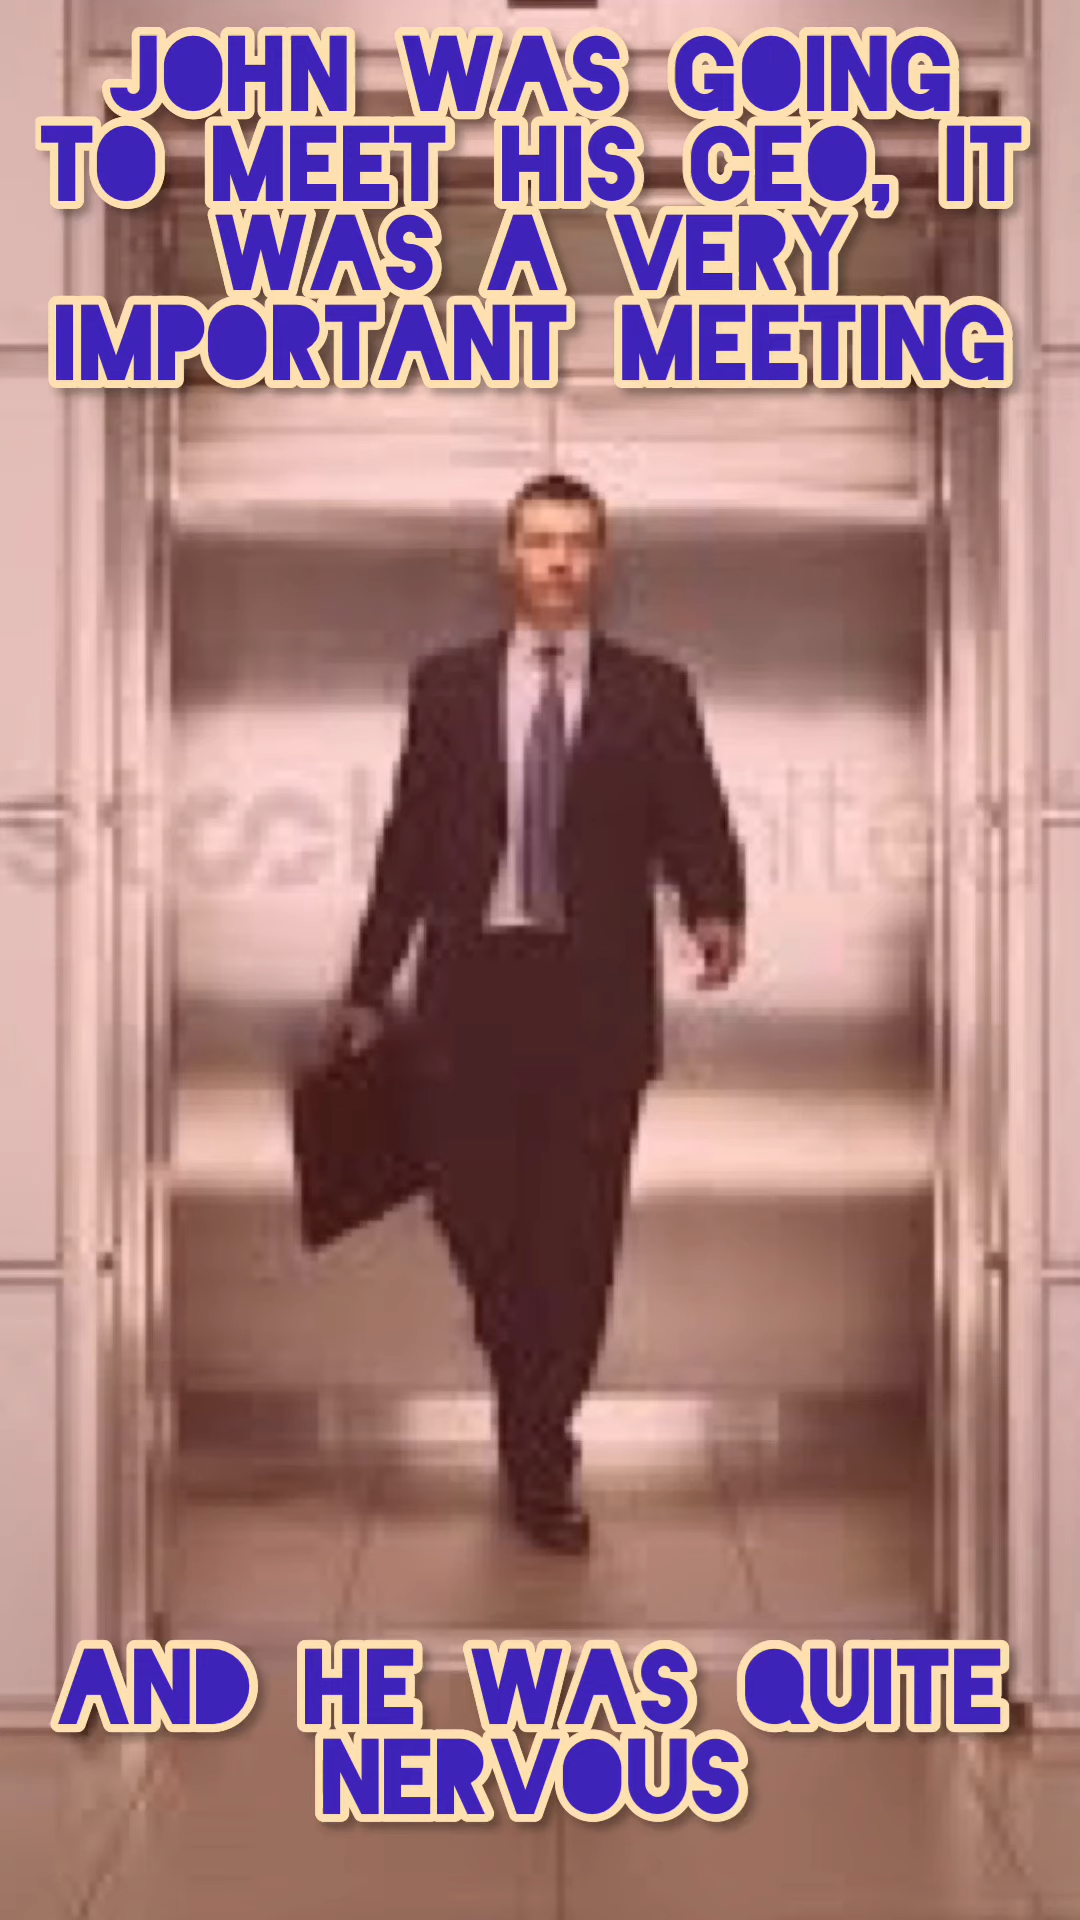 JOHN WAS GOING
TO MEET HIS CEO, IT
WAS A VERY
IMPORTANT MEETING
AND HE WAS QUITE
NERVOUS